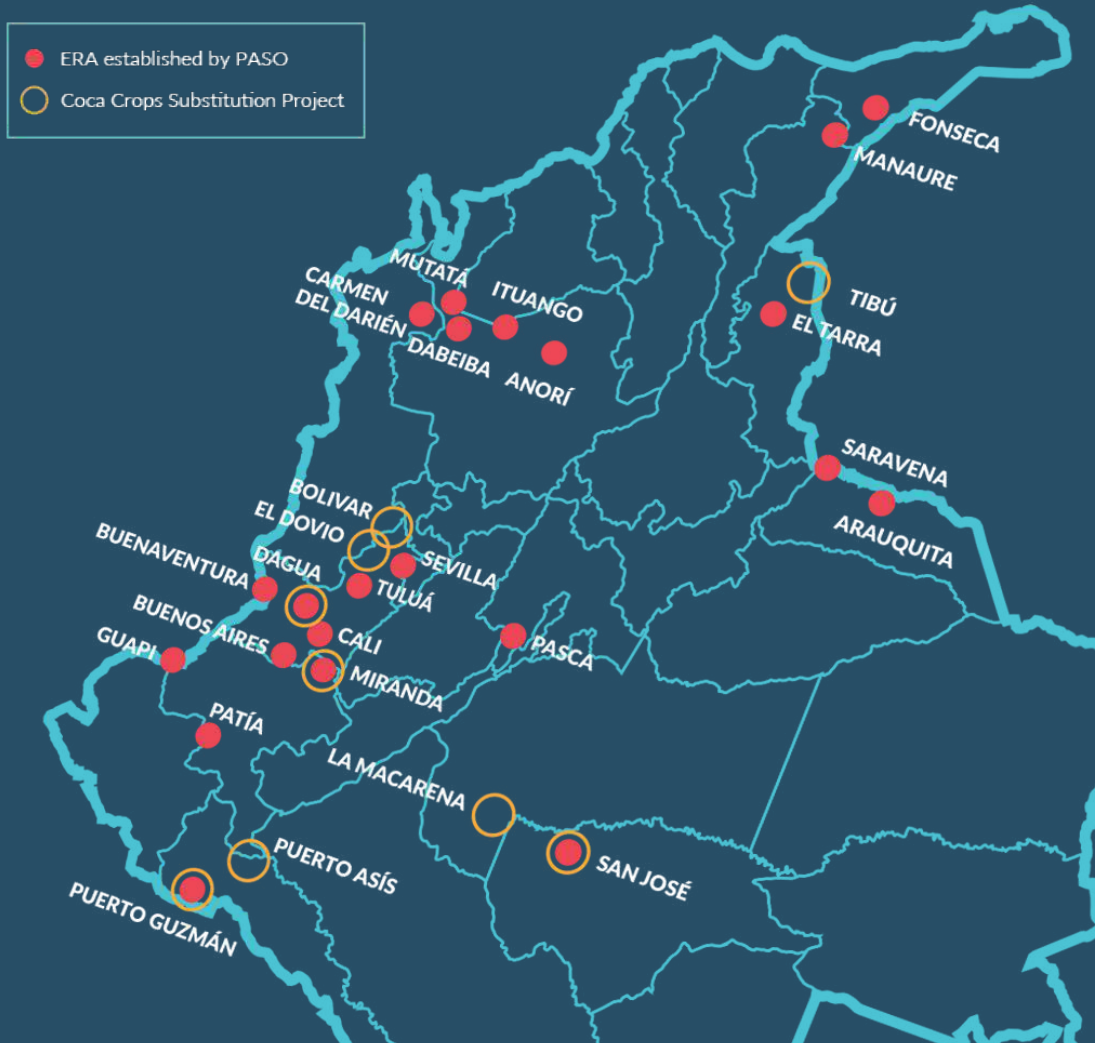 ERA established by PASO
Coca Crops Substitution Project
FONSECA
MANAURE
MUTATÁ
CARMEN
DEL DARIÉN
ITUANGO
DABEIBA
ANORÍ
TIBÚ
EL TARRA
SARAVENA
ARAUQUITA
BOLIVAR
EL DOVIO
DAGUA
BUENAVENTURA
SEVILLA
TULUÁ
BUENOS AIRES
CALI
GUAPI
PASCA
MIRANDA
PATÍA
LA MACARENA
PUERTO ASÍS
SAN JOSÉ
PUERTO GUZMÁN